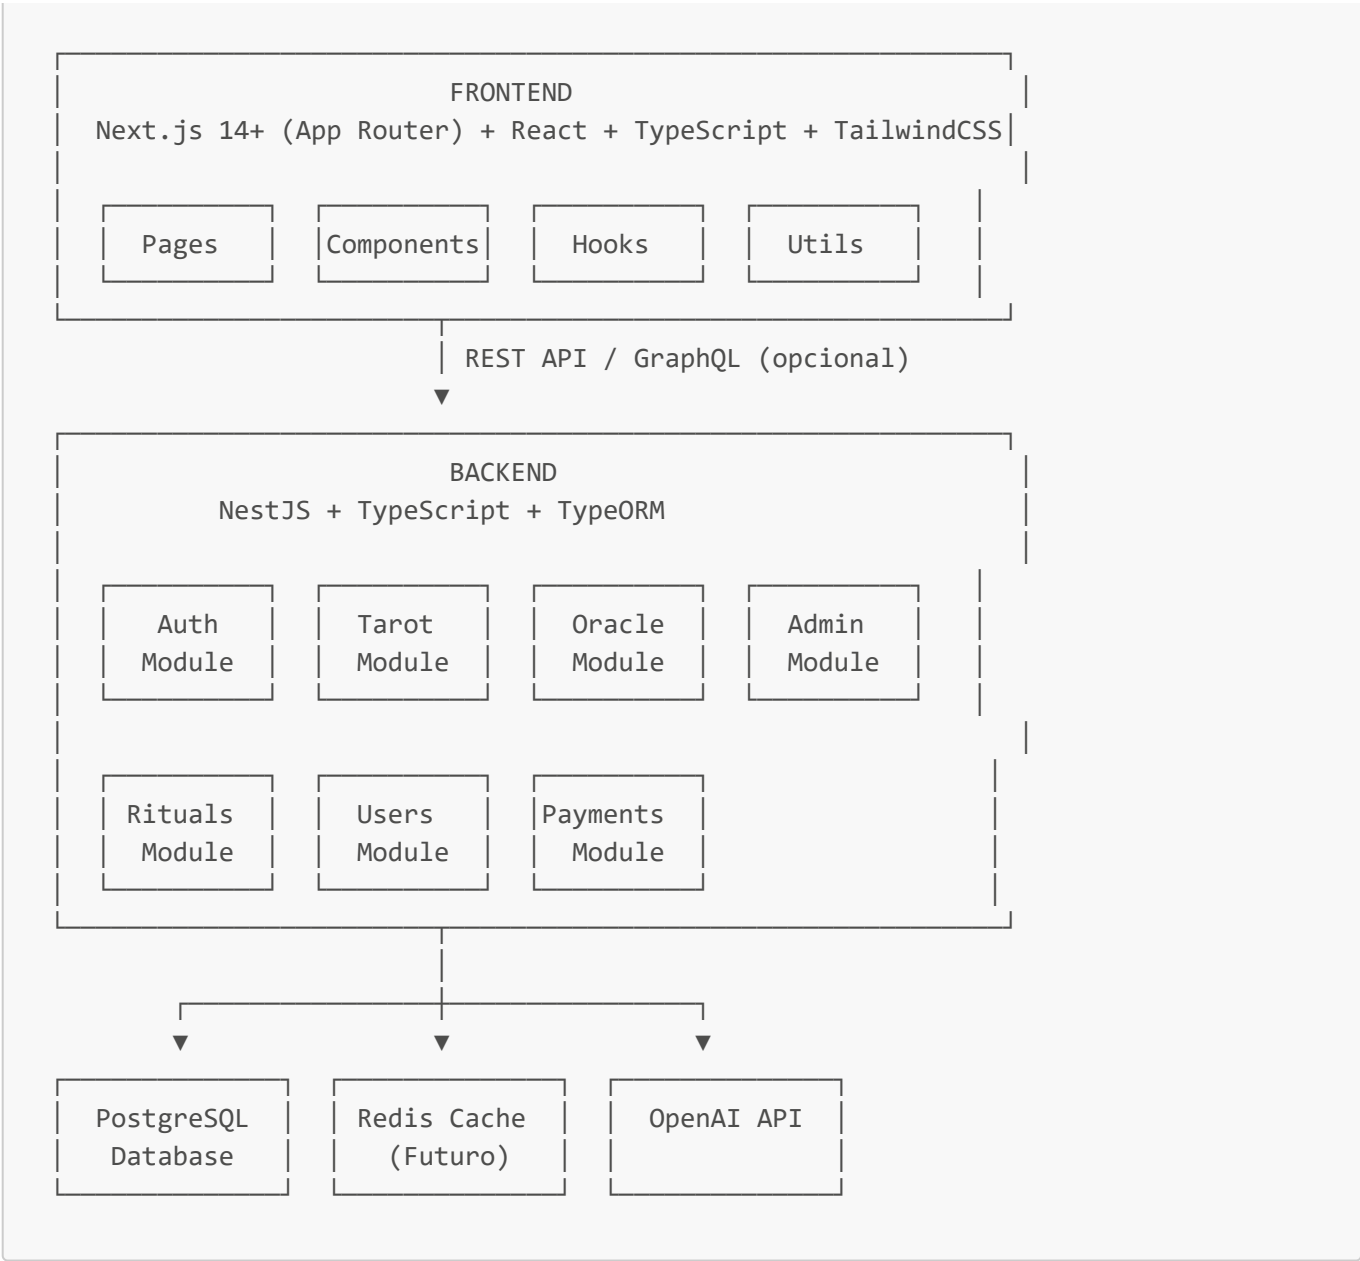 FRONTEND
Next.js 14+ (App Router) + React + TypeScript + TailwindCSS
Pages Components Hooks Utils
REST API / GraphQL (opcional)
BACKEND
NestJS + TypeScript + TypeORM
Auth Tarot Oracle Admin
Module Module Module Module
Rituals Users Payments
Module Module Module
PostgreSQL Redis Cache OpenAI API
Database (Futuro)